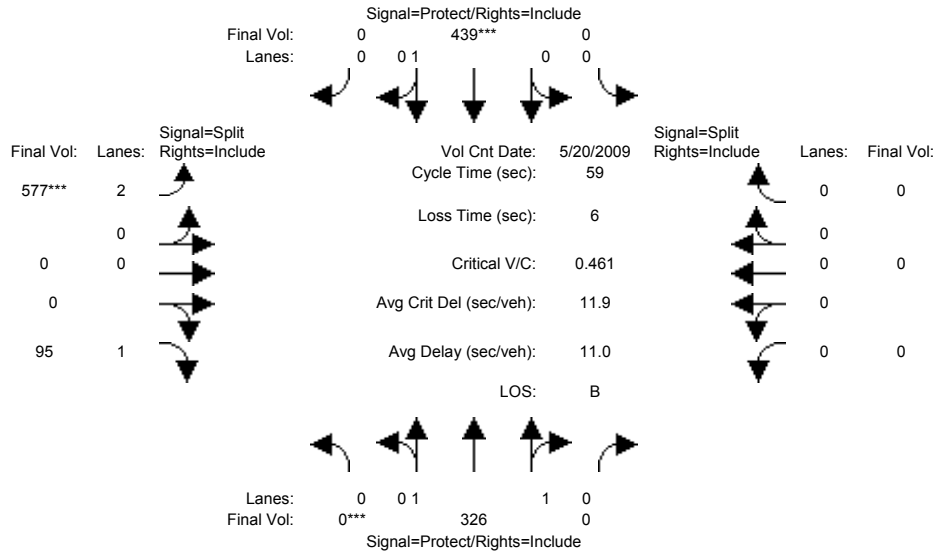 Signal=Protect/Rights=Include
Final Vol: 0 439*** 0
Lanes: 0 0 1 0 0
Signal=Split Signal=Split
Final Vol: Lanes: Rights=Include Vol Cnt Date: 5/20/2009 Rights=Include Lanes: Final Vol:
Cycle Time (sec): 59
577*** 2 0 0
Loss Time (sec): 6
0 0
0 0 Critical V/C: 0.461 0 0
0 Avg Crit Del (sec/veh): 11.9 0
95 1 Avg Delay (sec/veh): 11.0 0 0
LOS: B
Lanes: 0 0 1 1 0
Final Vol: 0*** 326 0
Signal=Protect/Rights=Include